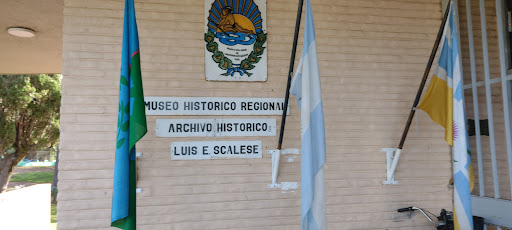 MUSEO HISTORICO REGIONAL
ARCHIVO HISTORICO
LUIS E. SCALESE